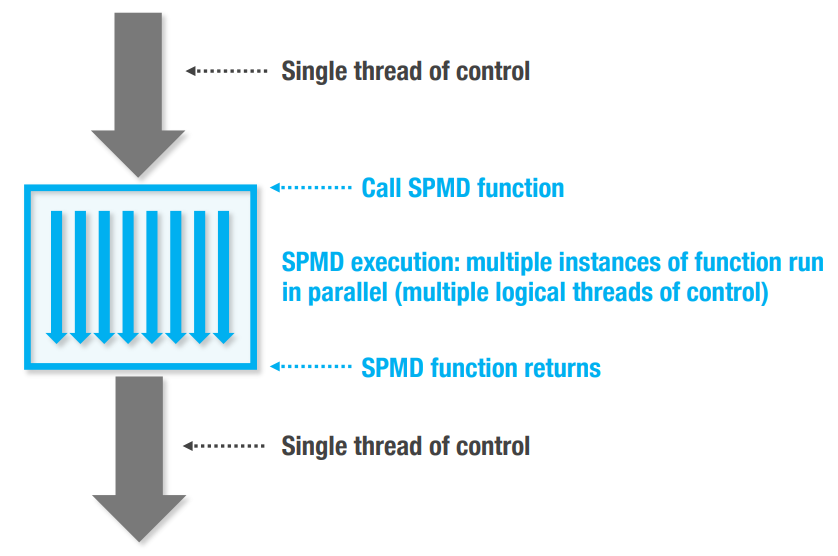 Single thread of control
Call SPMD function
SPMD execution: multiple instances of function run
in parallel (multiple logical threads of control)
SPMD function returns
Single thread of control